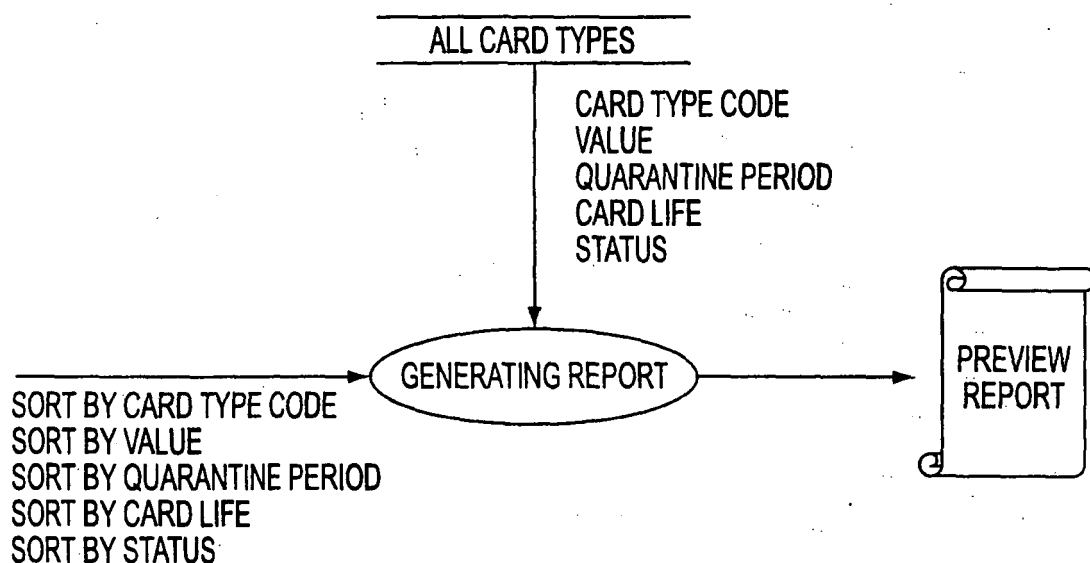 ALL CARD TYPES
CARD TYPE CODE
VALUE
QUARANTINE PERIOD
CARD LIFE
STATUS
GENERATING REPORT
PREVIEW
REPORT
SORT BY CARD TYPE CODE
SORT BY VALUE
SORT BY QUARANTINE PERIOD
SORT BY CARD LIFE
SORT BY STATUS